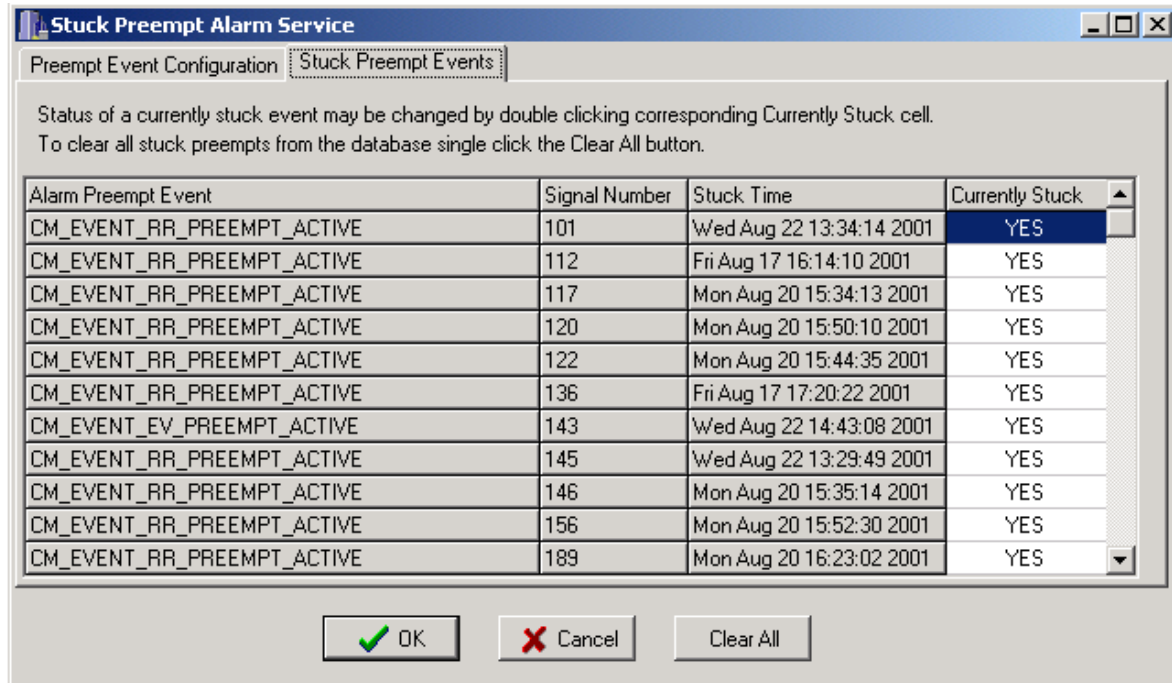 Stuck Preempt Alarm Service
Preempt Event Configuration Stuck Preempt Events
Status of a currently stuck event may be changed by double clicking corresponding Currently Stuck cell.
To clear all stuck preempts from the database single click the Clear All button.
Alarm Preempt Event Signal Number Stuck Time Currently Stuck
CM_EVENT_RR_PREEMPT_ACTIVE 101 Wed Aug 22 13:34:14 2001 YES
CM_EVENT_RR_PREEMPT_ACTIVE 112 Fri Aug 17 16:14:10 2001 YES
CM_EVENT_RR_PREEMPT_ACTIVE 117 Mon Aug 20 15:34:13 2001 YES
CM_EVENT_RR_PREEMPT_ACTIVE 120 Mon Aug 20 15:50:10 2001 YES
CM_EVENT_RR_PREEMPT_ACTIVE 122 Mon Aug 20 15:44:35 2001 YES
CM_EVENT_RR_PREEMPT_ACTIVE 136 Fri Aug 17 17:20:22 2001 YES
CM_EVENT_EV_PREEMPT_ACTIVE 143 Wed Aug 22 14:43:08 2001 YES
CM_EVENT_RR_PREEMPT_ACTIVE 145 Wed Aug 22 13:29:49 2001 YES
CM_EVENT_RR_PREEMPT_ACTIVE 146 Mon Aug 20 15:35:14 2001 YES
CM_EVENT_RR_PREEMPT_ACTIVE 156 Mon Aug 20 15:52:30 2001 YES
CM_EVENT_RR_PREEMPT_ACTIVE 189 Mon Aug 20 16:23:02 2001 YES
OK Cancel Clear All